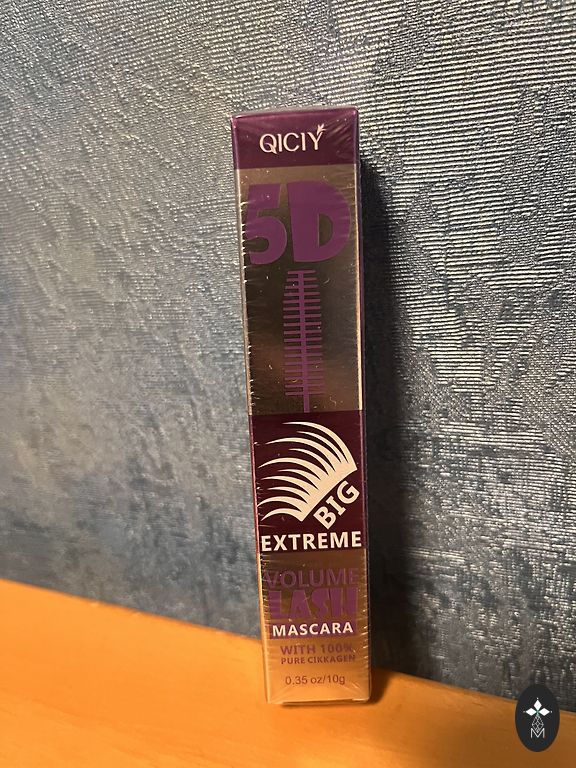 QICIY
5D
BIG
EXTREME
VOLUME
LASH
MASCARA
WITH 100%
PURE CIKKAGEN
0.35 oz/10g
M